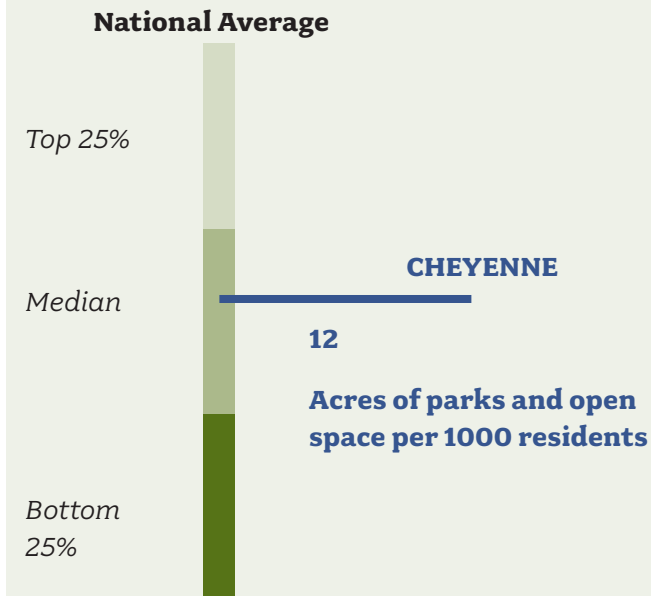 National Average
Top 25%
CHEYENNE
Median
12
Acres of parks and open
space per 1000 residents
Bottom
25%